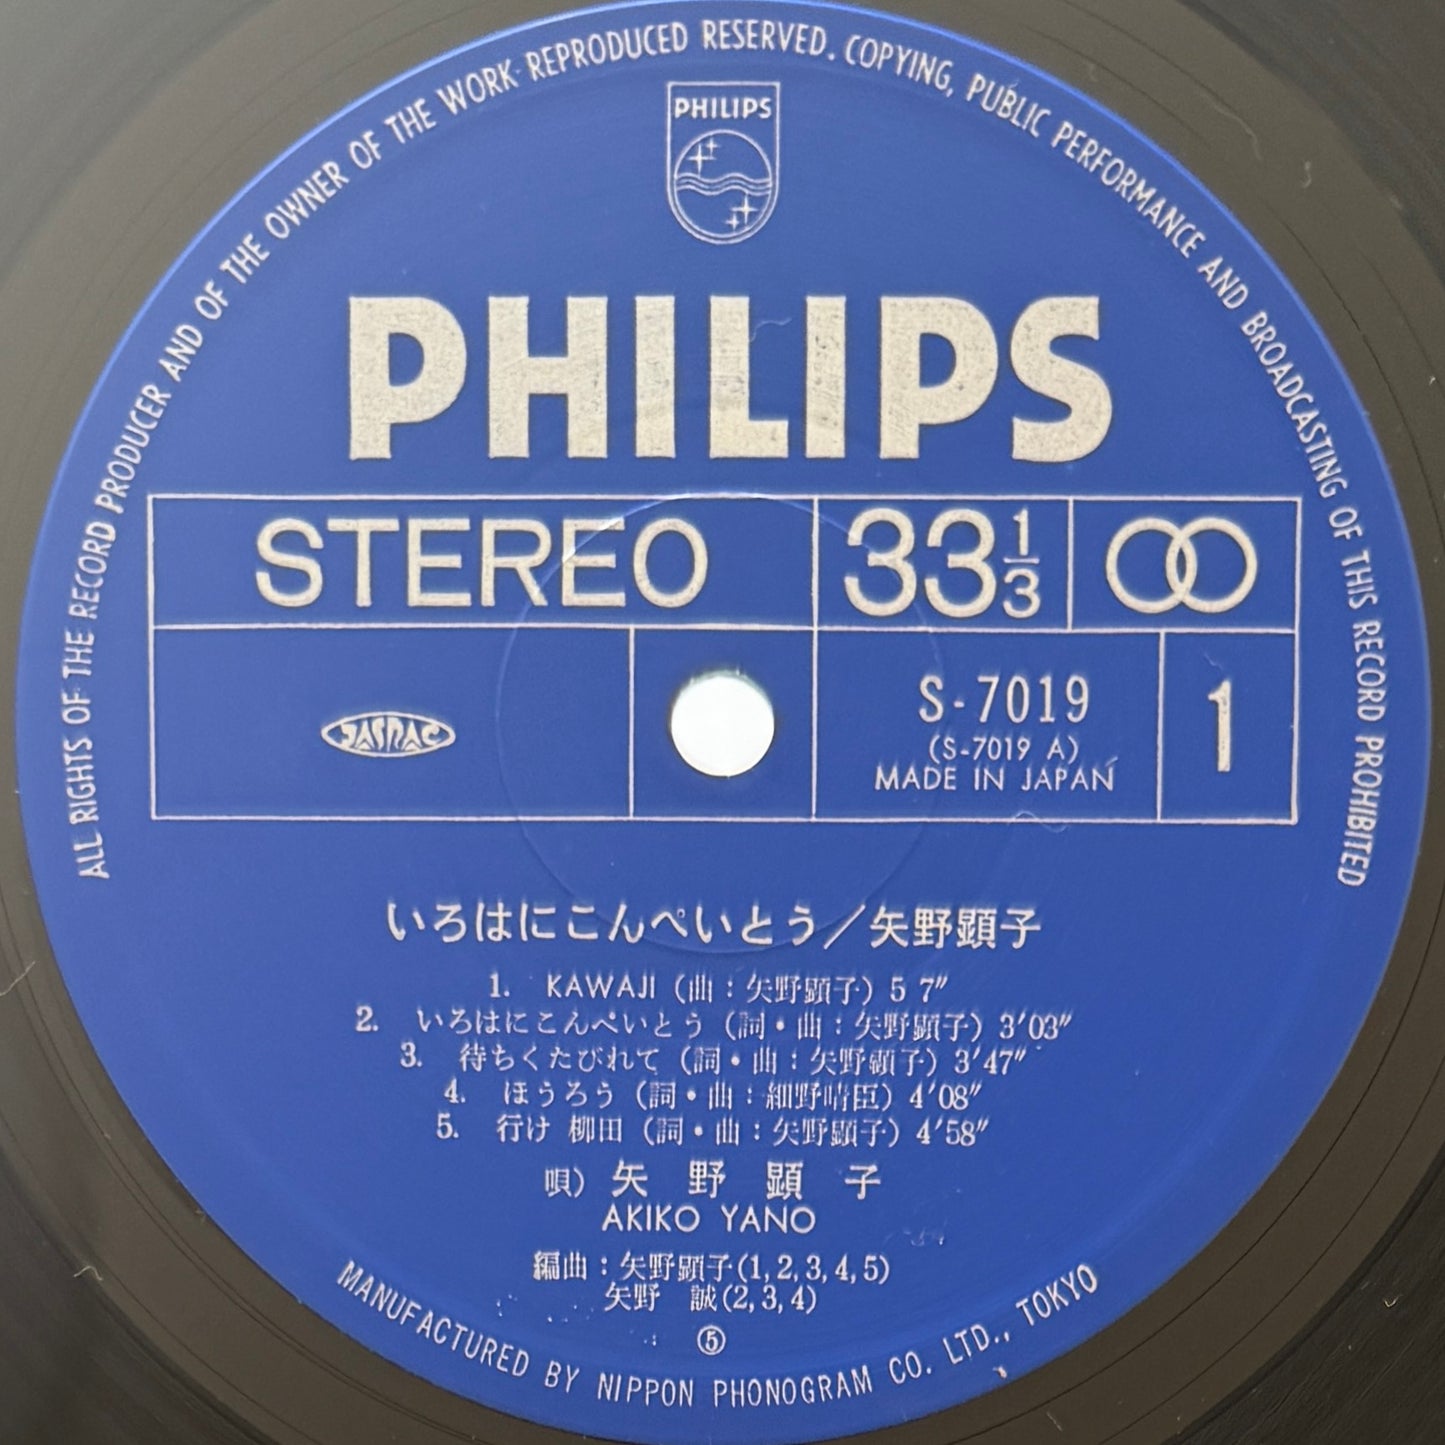 ALL RIGHTS OF THE RECORD PRODUCER AND OF THE OWNER OF THE WORK REPRODUCED RESERVED. COPYING, PUBLIC PERFORMANCE AND BROADCASTING OF THIS RECORD PROHIBITED
PHILIPS
PHILIPS
STEREO 33 1/3
JASRAC
S-7019
(S-7019 A)
MADE IN JAPAN
1
いろはにこんぺいとう/矢野顕子
1. KAWAJI (曲:矢野顕子) 5 7″
2. いろはにこんぺいとう (詞・曲:矢野顕子) 3′03″
3. 待ちくたびれて (詞・曲:矢野顕子) 3′47″
4. ほうろう (詞・曲:細野晴臣) 4′08″
5. 行け 柳田 (詞・曲:矢野顕子) 4′58″
唄) 矢野顕子
AKIKO YANO
編曲:矢野顕子(1,2,3,4,5)
矢野 誠(2,3,4)
⑤
MANUFACTURED BY NIPPON PHONOGRAM CO. LTD., TOKYO